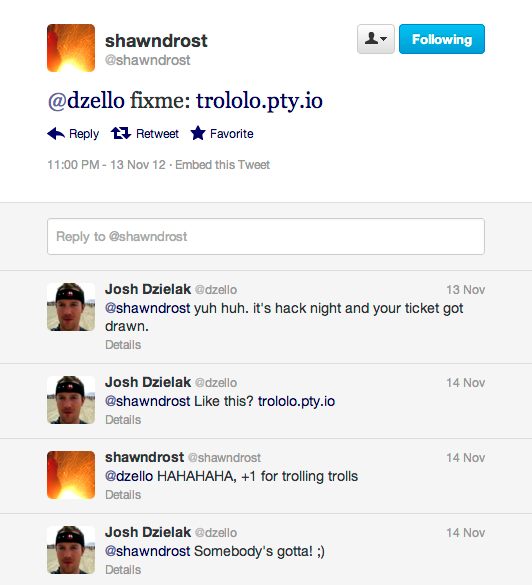 shawndrost
@shawndrost
Following
@dzello fixme: trololo.pty.io
Reply Retweet Favorite
11:00 PM - 13 Nov 12 · Embed this Tweet
Reply to @shawndrost
Josh Dzielak @dzello 13 Nov
@shawndrost yuh huh. it's hack night and your ticket got
drawn.
Details
Josh Dzielak @dzello 14 Nov
@shawndrost Like this? trololo.pty.io
Details
shawndrost @shawndrost 14 Nov
@dzello HAHAHAHA, +1 for trolling trolls
Details
Josh Dzielak @dzello 14 Nov
@shawndrost Somebody's gotta! ;)
Details